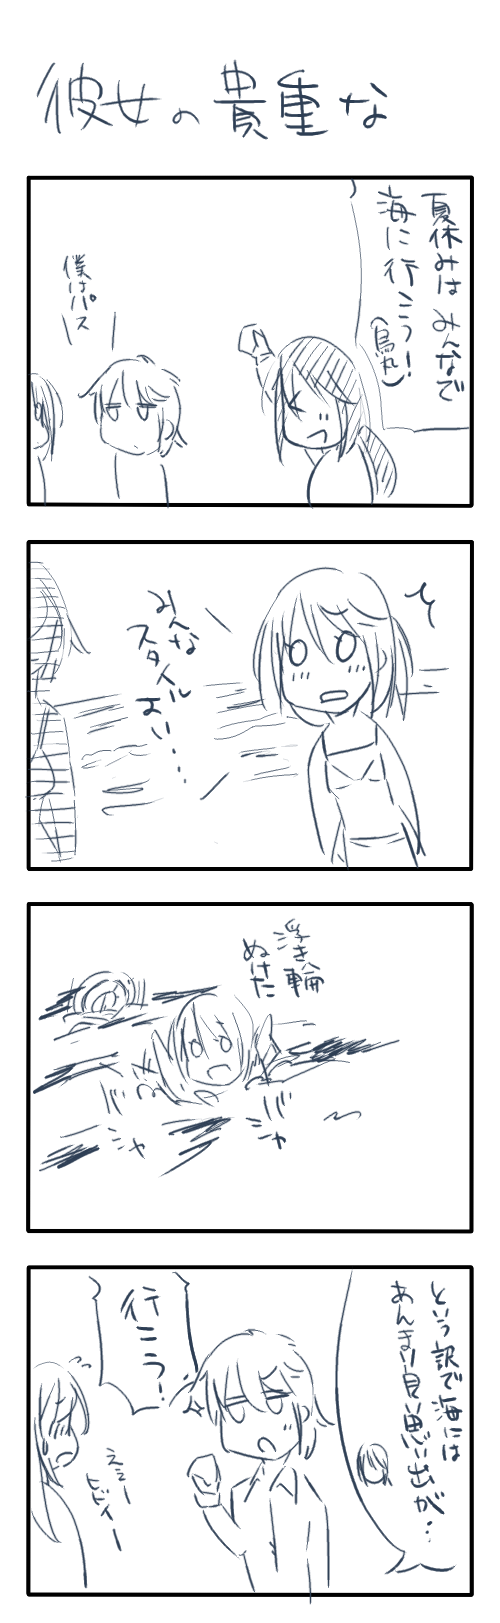 彼女の貴重な
夏休みは みんなで
海に行こう!
(烏丸)
僕はパス
みんな
スタイル
よい…
浮き輪
ぬけた
バシャ
バシャ
という訳で海には
あんまり良い思い出が…
行こう!
ええー
ヒドイー